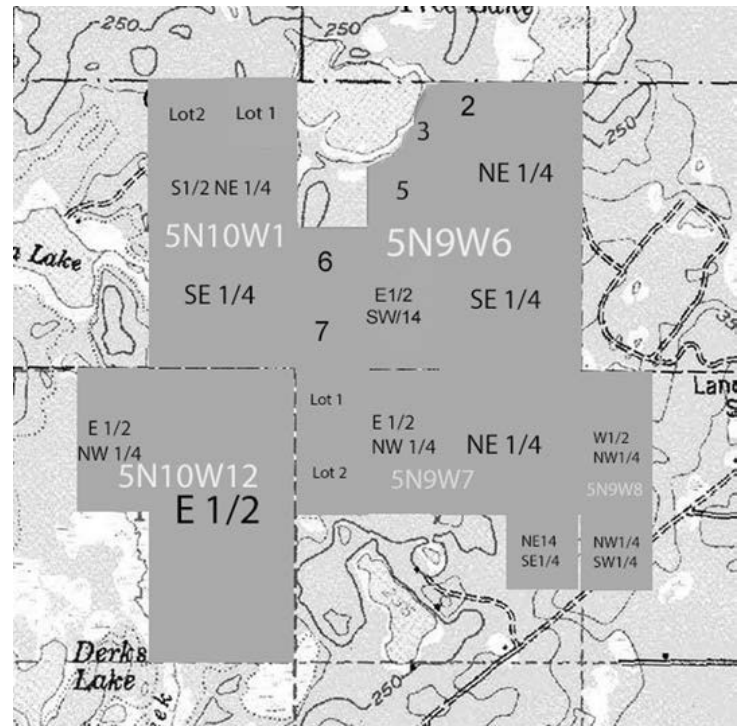 250
250
220
Lot2 Lot 1
2
3
250
NE 1/4
S1/2 NE 1/4
5
5N10W1
5N9W6
Lake
6
SE 1/4
E1/2
SW/14
SE 1/4
7
Lot 1
E 1/2
NW 1/4
E 1/2
NW 1/4
NE 1/4
W1/2
NW1/4
5N10W12
Lot 2
5N9W7
5N9W8
E 1/2
NE14
SE1/4
NW1/4
SW1/4
Derks
Lake
250